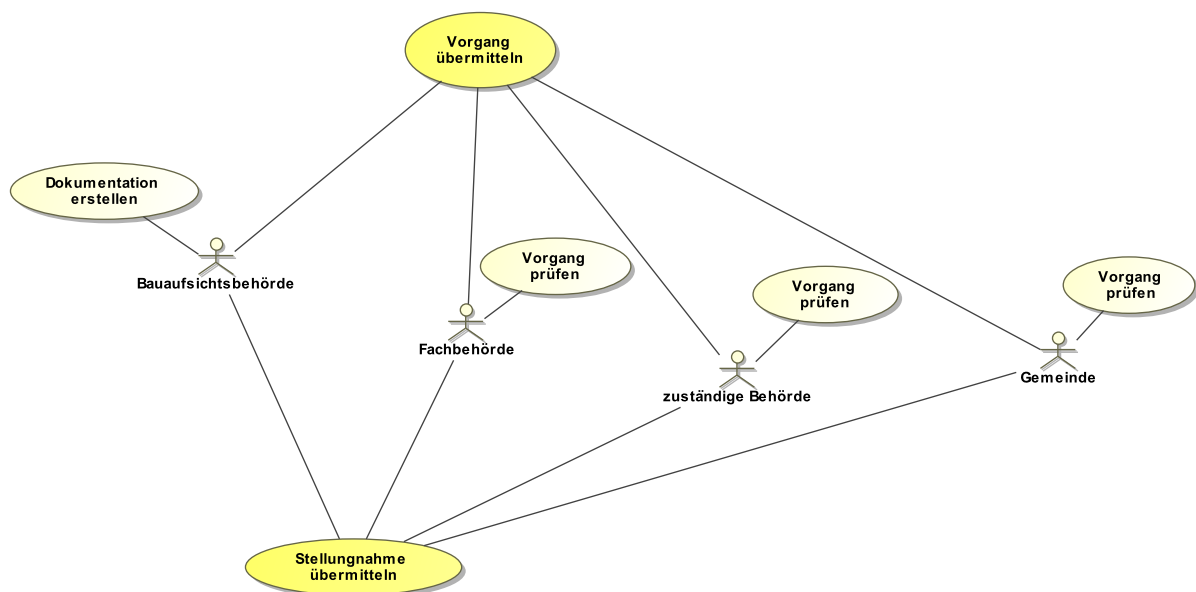 Vorgang
übermitteln
Dokumentation
erstellen
Bauaufsichtsbehörde
Vorgang
prüfen
Fachbehörde
Vorgang
prüfen
zuständige Behörde
Vorgang
prüfen
Gemeinde
Stellungnahme
übermitteln